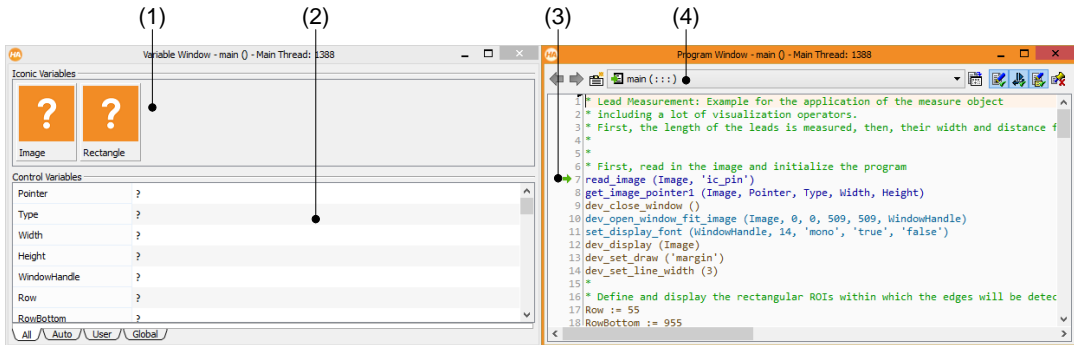 (1) (2) (3) (4)
HA Variable Window - main () - Main Thread: 1388
Iconic Variables
? ?
Image Rectangle
Control Variables
Pointer ?
Type ?
Width ?
Height ?
WindowHandle ?
Row ?
RowBottom ?
All Auto User Global
HA Program Window - main () - Main Thread: 1388
main (:::)
1 * Lead Measurement: Example for the application of the measure object
2 * including a lot of visualization operators.
3 * First, the length of the leads is measured, then, their width and distance f
4 *
5 *
6 * First, read in the image and initialize the program
7 read_image (Image, 'ic_pin')
8 get_image_pointer1 (Image, Pointer, Type, Width, Height)
9 dev_close_window ()
10 dev_open_window_fit_image (Image, 0, 0, 509, 509, WindowHandle)
11 set_display_font (WindowHandle, 14, 'mono', 'true', 'false')
12 dev_display (Image)
13 dev_set_draw ('margin')
14 dev_set_line_width (3)
15 *
16 * Define and display the rectangular ROIs within which the edges will be detec
17 Row := 55
18 RowBottom := 955